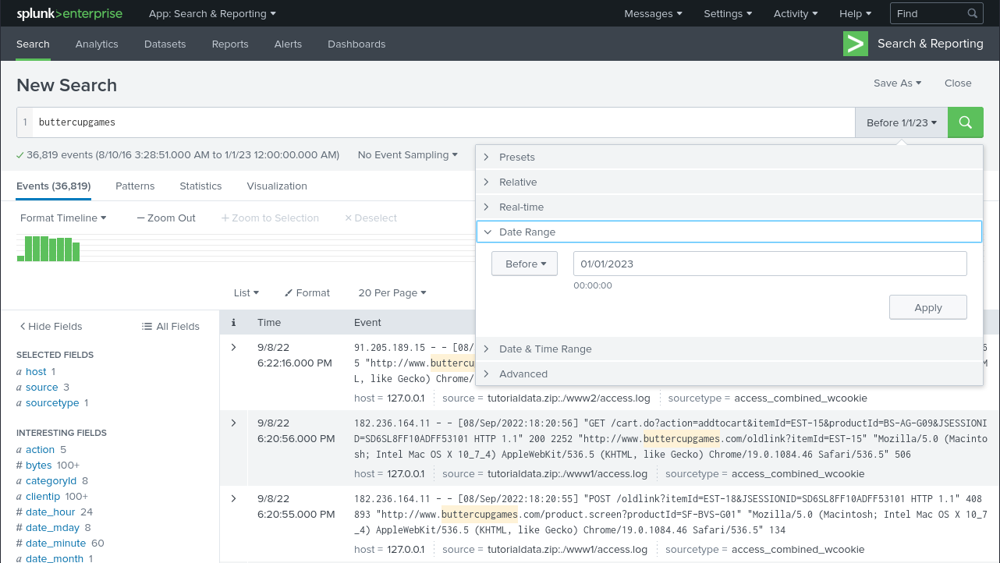 splunk>enterprise App: Search & Reporting Messages Settings Activity Help Find
Search Analytics Datasets Reports Alerts Dashboards Search & Reporting
New Search Save As Close
1 buttercupgames Before 1/1/23
36,819 events (8/10/16 3:28:51.000 AM to 1/1/23 12:00:00.000 AM) No Event Sampling
Presets
Relative
Real-time
Date Range
Before 01/01/2023
00:00:00
Apply
Date & Time Range
Advanced
Events (36,819) Patterns Statistics Visualization
Format Timeline — Zoom Out + Zoom to Selection × Deselect
List Format 20 Per Page
Hide Fields All Fields
SELECTED FIELDS
a host 1
a source 3
a sourcetype 1
INTERESTING FIELDS
a action 5
# bytes 100+
a categoryId 8
a clientip 100+
# date_hour 24
# date_mday 8
# date_minute 60
a date_month 1
i Time Event
9/8/22
6:22:16.000 PM
91.205.189.15 - - [08/ 6
5 "http://www.buttercu M
L, like Gecko) Chrome/
host = 127.0.0.1 source = tutorialdata.zip:./www2/access.log sourcetype = access_combined_wcookie
9/8/22
6:20:56.000 PM
182.236.164.11 - - [08/Sep/2022:18:20:56] "GET /cart.do?action=addtocart&itemId=EST-15&productId=BS-AG-G09&JSESSIONI
D=SD6SL8FF10ADFF53101 HTTP 1.1" 200 2252 "http://www.buttercupgames.com/oldlink?itemId=EST-15" "Mozilla/5.0 (Macinto
sh; Intel Mac OS X 10_7_4) AppleWebKit/536.5 (KHTML, like Gecko) Chrome/19.0.1084.46 Safari/536.5" 506
host = 127.0.0.1 source = tutorialdata.zip:./www1/access.log sourcetype = access_combined_wcookie
9/8/22
6:20:55.000 PM
182.236.164.11 - - [08/Sep/2022:18:20:55] "POST /oldlink?itemId=EST-18&JSESSIONID=SD6SL8FF10ADFF53101 HTTP 1.1" 408
893 "http://www.buttercupgames.com/product.screen?productId=SF-BVS-G01" "Mozilla/5.0 (Macintosh; Intel Mac OS X 10_7
_4) AppleWebKit/536.5 (KHTML, like Gecko) Chrome/19.0.1084.46 Safari/536.5" 134
host = 127.0.0.1 source = tutorialdata.zip:./www1/access.log sourcetype = access_combined_wcookie